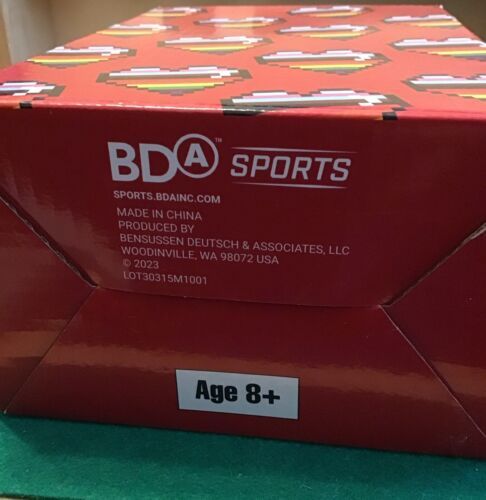 BDA™ SPORTS
SPORTS.BDAINC.COM
MADE IN CHINA
PRODUCED BY
BENSUSSEN DEUTSCH & ASSOCIATES, LLC
WOODINVILLE, WA 98072 USA
© 2023
LOT30315M1001
Age 8+